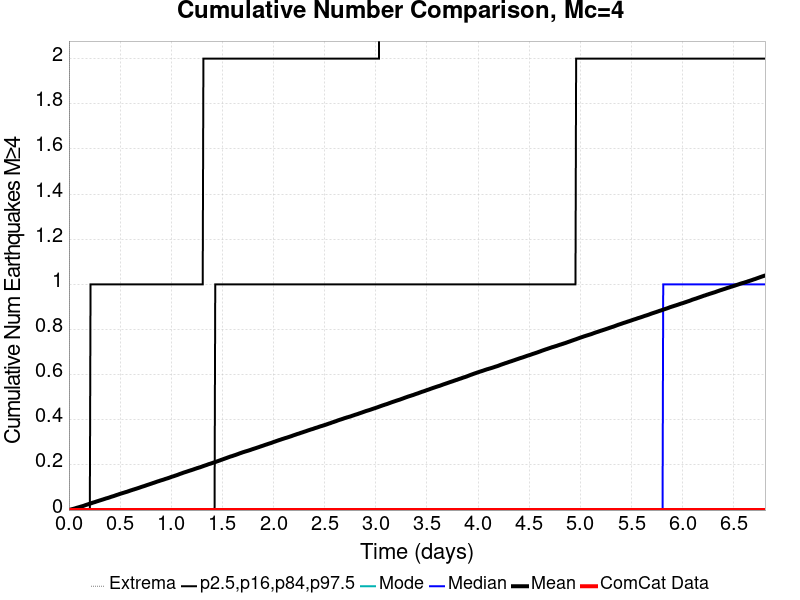 Cumulative Number Comparison, Mc=4
Cumulative Num Earthquakes M≥4
2
1.8
1.6
1.4
1.2
1
0.8
0.6
0.4
0.2
0
0.0 0.5 1.0 1.5 2.0 2.5 3.0 3.5 4.0 4.5 5.0 5.5 6.0 6.5
Time (days)
Extrema p2.5,p16,p84,p97.5 Mode Median Mean ComCat Data